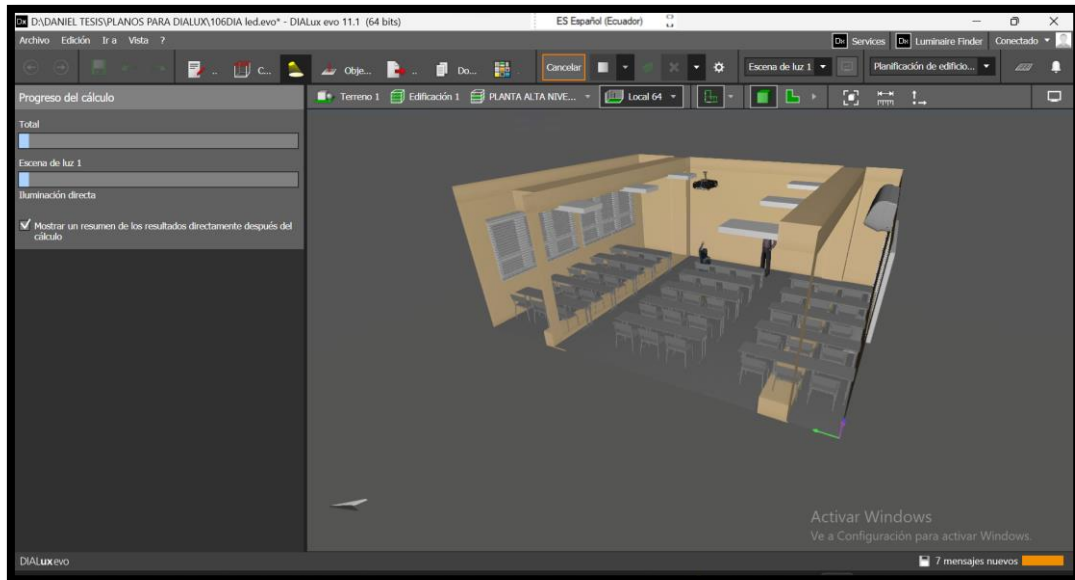 D:\DANIEL TESIS\PLANOS PARA DIALUX\106DIA led.evo* - DIALux evo 11.1 (64 bits)
ES Español (Ecuador)
Archivo Edición Ir a Vista ?
Dx Services Dx Luminaire Finder Conectado
C... Obje... Do... Cancelar Escena de luz 1 Planificación de edificio...
Progreso del cálculo
Terreno 1 Edificación 1 PLANTA ALTA NIVE... Local 64
Total
Escena de luz 1
Iluminación directa
Mostrar un resumen de los resultados directamente después del
cálculo
Activar Windows
Ve a Configuración para activar Windows.
DIALux evo
7 mensajes nuevos